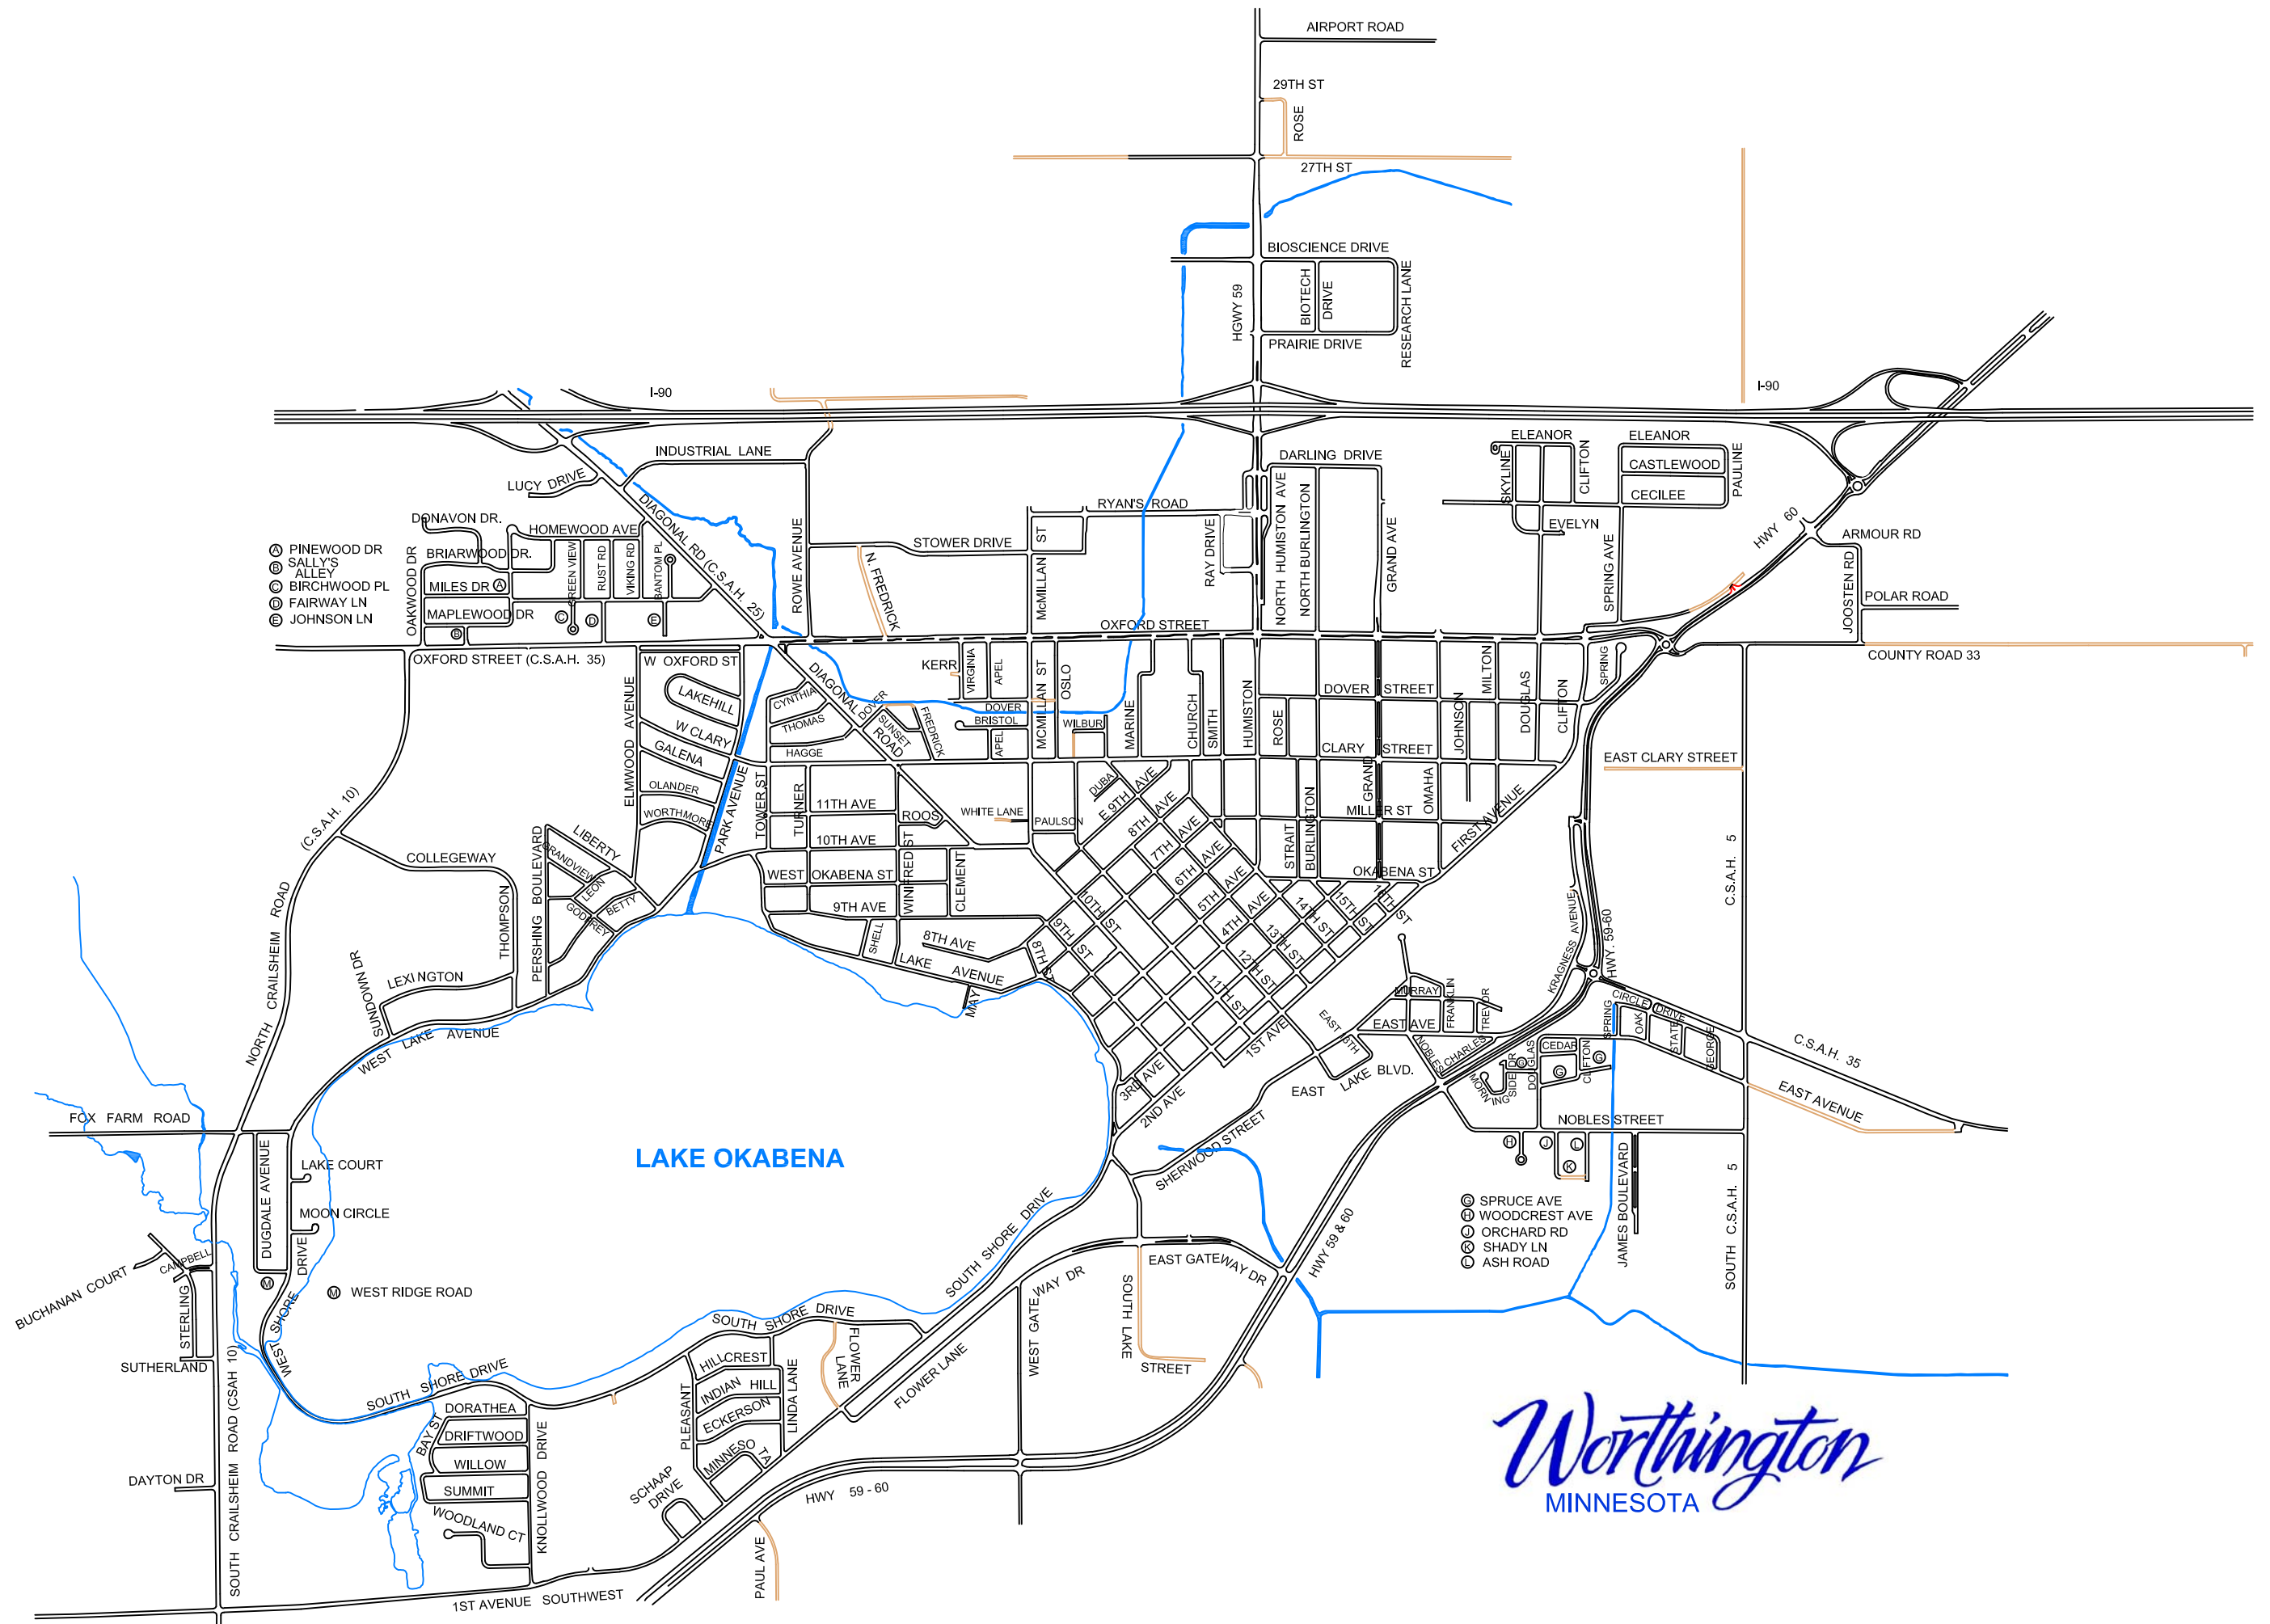 AIRPORT ROAD
29TH ST
ROSE
27TH ST
BIOSCIENCE DRIVE
HGWY 59
BIOTECH
DRIVE
RESEARCH LANE
PRAIRIE DRIVE
I-90
I-90
INDUSTRIAL LANE
LUCY DRIVE
DONAVON DR.
HOMEWOOD AVE
DIAGONAL RD (C.S.A.H. 25)
ROWE AVENUE
STOWER DRIVE
N. FREDRICK
McMILLAN ST
RYAN'S ROAD
RAY DRIVE
DARLING DRIVE
NORTH HUMISTON AVE
NORTH BURLINGTON
GRAND AVE
SKYLINE
ELEANOR
CLIFTON
ELEANOR
CASTLEWOOD
CECILEE
PAULINE
EVELYN
SPRING AVE
HWY 60
ARMOUR RD
JOOSTEN RD
POLAR ROAD
COUNTY ROAD 33
A PINEWOOD DR
B SALLY'S
ALLEY
C BIRCHWOOD PL
D FAIRWAY LN
E JOHNSON LN
OAKWOOD DR
BRIARWOOD DR.
MILES DR A
MAPLEWOOD DR
B
C
D
E
GREEN VIEW
RUST RD
VIKING RD
BANTOM PL
OXFORD STREET
OXFORD STREET (C.S.A.H. 35)
W OXFORD ST
LAKEHILL
W CLARY
GALENA
OLANDER
WORTHMORE
ELMWOOD AVENUE
PARK AVENUE
CYNTHIA
THOMAS
HAGGE
DIAGONAL
ROAD
DOVER
SUNSET
FREDRICK
KERR
VIRGINIA
APEL
DOVER
BRISTOL
APEL
MCMILLAN ST
OSLO
WILBUR
MARINE
CHURCH
SMITH
HUMISTON
ROSE
DOVER STREET
CLARY STREET
GRAND
JOHNSON
MILTON
DOUGLAS
CLIFTON
SPRING
EAST CLARY STREET
C.S.A.H. 5
TOWER ST
TURNER
11TH AVE
10TH AVE
ROOS
WEST OKABENA ST
WINIFRED ST
CLEMENT
9TH AVE
SHELL
8TH AVE
LAKE AVENUE
MAY
WHITE LANE
PAULSON
DUBA
E 9TH AVE
8TH AVE
7TH AVE
6TH AVE
5TH AVE
4TH AVE
STRAIT
BURLINGTON
MILLER ST
OMAHA
FIRST AVENUE
OKABENA ST
8TH ST
9TH ST
10TH ST
11TH ST
12TH ST
13TH ST
14TH ST
15TH ST
16TH ST
3RD AVE
2ND AVE
1ST AVE
(C.S.A.H. 10)
NORTH CRAILSHEIM ROAD
COLLEGEWAY
THOMPSON
PERSHING BOULEVARD
LIBERTY
GRANDVIEW
LEON
BETTY
GODFREY
SUNDOWN DR
LEXINGTON
WEST LAKE AVENUE
KRAGNESS AVENUE
HWY. 59-60
MURRAY
FRANKLIN
TREVOR
EAST AVE
EAST
NOBLES
CHARLES
EAST LAKE BLVD.
CIRCLE DRIVE
SPRING
OAK
STATE
GEORGE
CEDAR
CLIFTON
DOUGLAS
SIDE DR
MORN
ING
G
G
G
C.S.A.H. 35
EAST AVENUE
NOBLES STREET
H
J
L
K
JAMES BOULEVARD
G SPRUCE AVE
H WOODCREST AVE
J ORCHARD RD
K SHADY LN
L ASH ROAD
SOUTH C.S.A.H. 5
FOX FARM ROAD
DUGDALE AVENUE
LAKE COURT
MOON CIRCLE
WEST SHORE DRIVE
M
M WEST RIDGE ROAD
LAKE OKABENA
SHERWOOD STREET
SOUTH SHORE DRIVE
HWY 59 & 60
EAST GATEWAY DR
WEST GATE WAY DR
SOUTH LAKE
STREET
BUCHANAN COURT
CAMPBELL
STERLING
SUTHERLAND
SOUTH CRAILSHEIM ROAD (CSAH 10)
DAYTON DR
SOUTH SHORE DRIVE
SOUTH SHORE DRIVE
BAY ST
DORATHEA
DRIFTWOOD
WILLOW
SUMMIT
WOODLAND CT
KNOLLWOOD DRIVE
PLEASANT
HILLCREST
INDIAN HILL
ECKERSON
MINNESO TA
LINDA LANE
FLOWER
LANE
FLOWER LANE
SCHAAP
DRIVE
HWY 59 - 60
PAUL AVE
1ST AVENUE SOUTHWEST
Worthington
MINNESOTA